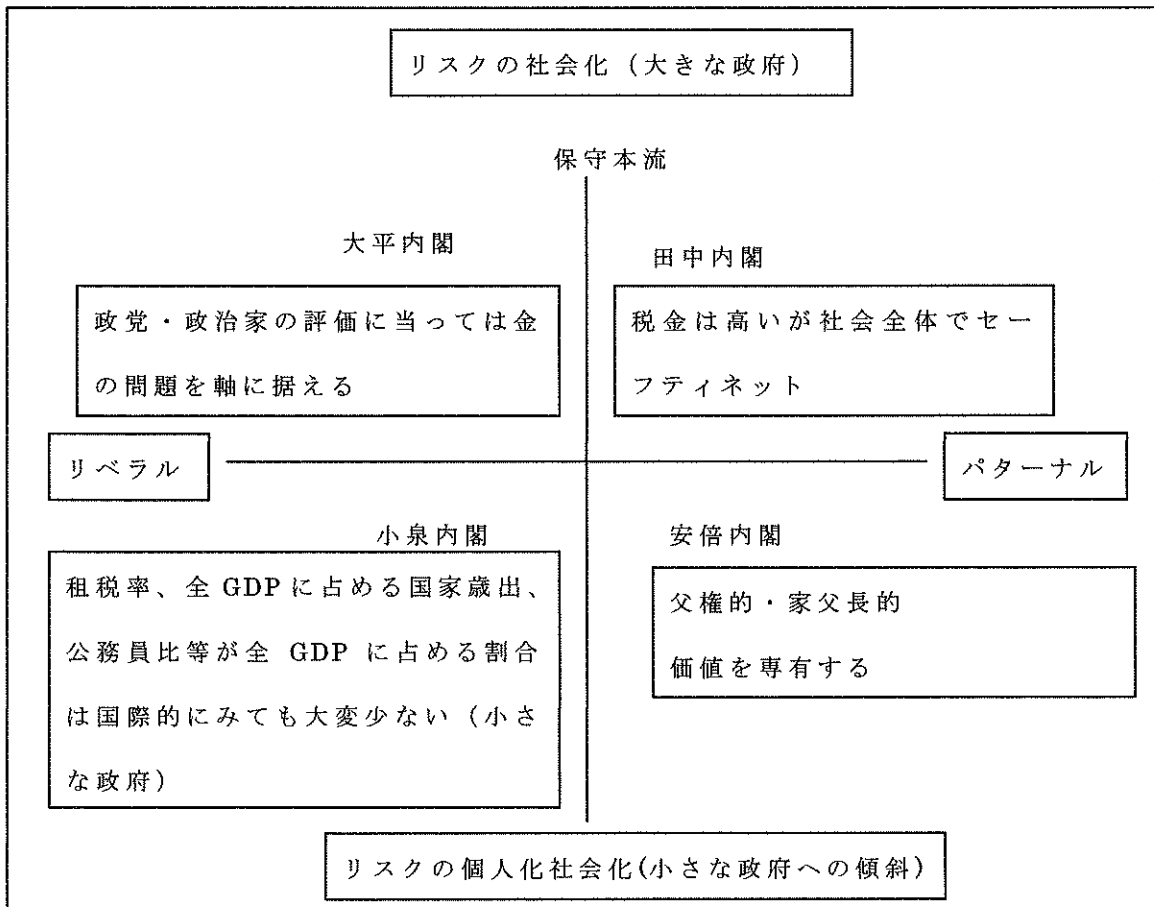 リスクの社会化（大きな政府）
保守本流
大平内閣
田中内閣
政党・政治家の評価に当っては金
の問題を軸に据える
税金は高いが社会全体でセー
フティネット
リベラル
パターナル
小泉内閣
安倍内閣
租税率、全 GDP に占める国家歳出、
公務員比等が全 GDP に占める割合
は国際的にみても大変少ない（小さ
な政府）
父権的・家父長的
価値を専有する
リスクの個人化社会化(小さな政府への傾斜)